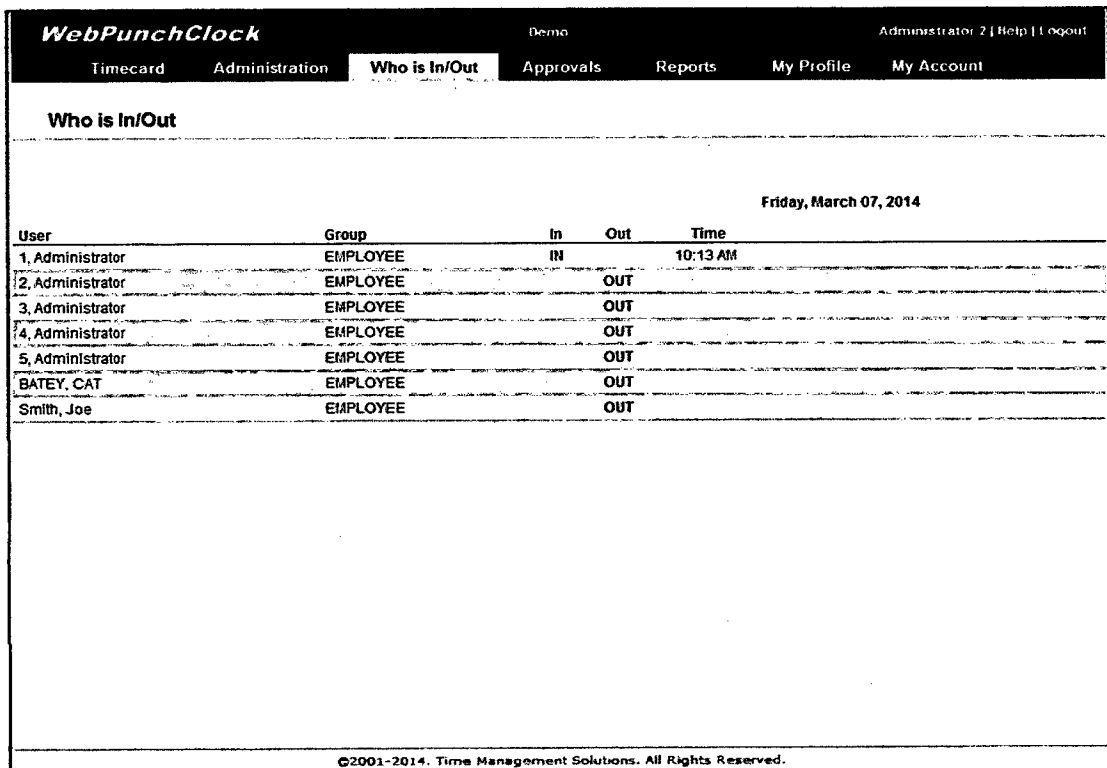 WebPunchClock Demo Administrator 2 | Help | Logout
Timecard Administration Who is In/Out Approvals Reports My Profile My Account
Who is In/Out
Friday, March 07, 2014
User Group In Out Time
1, Administrator EMPLOYEE IN 10:13 AM
2, Administrator EMPLOYEE OUT
3, Administrator EMPLOYEE OUT
4, Administrator EMPLOYEE OUT
5, Administrator EMPLOYEE OUT
BATEY, CAT EMPLOYEE OUT
Smith, Joe EMPLOYEE OUT
©2001-2014. Time Management Solutions. All Rights Reserved.